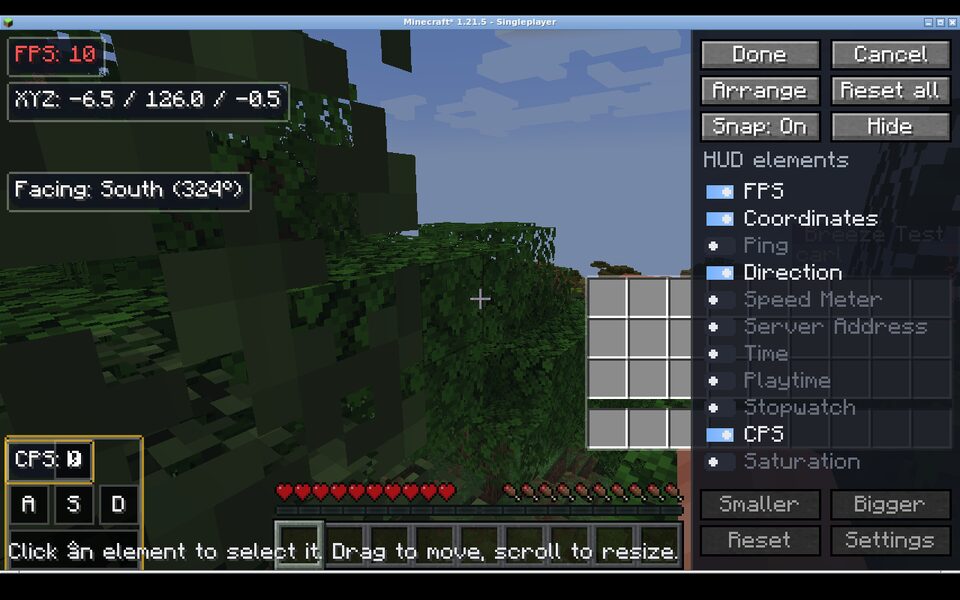 Minecraft* 1.21.5 - Singleplayer
FPS: 10
XYZ: -6.5 / 126.0 / -0.5
Facing: South (324º)
CPS: 0
A S D
Click an element to select it. Drag to move, scroll to resize.
Done Cancel
Arrange Reset all
Snap: On Hide
HUD elements
FPS
Coordinates
Ping
Direction
Speed Meter
Server Address
Time
Playtime
Stopwatch
CPS
Saturation
Smaller Bigger
Reset Settings